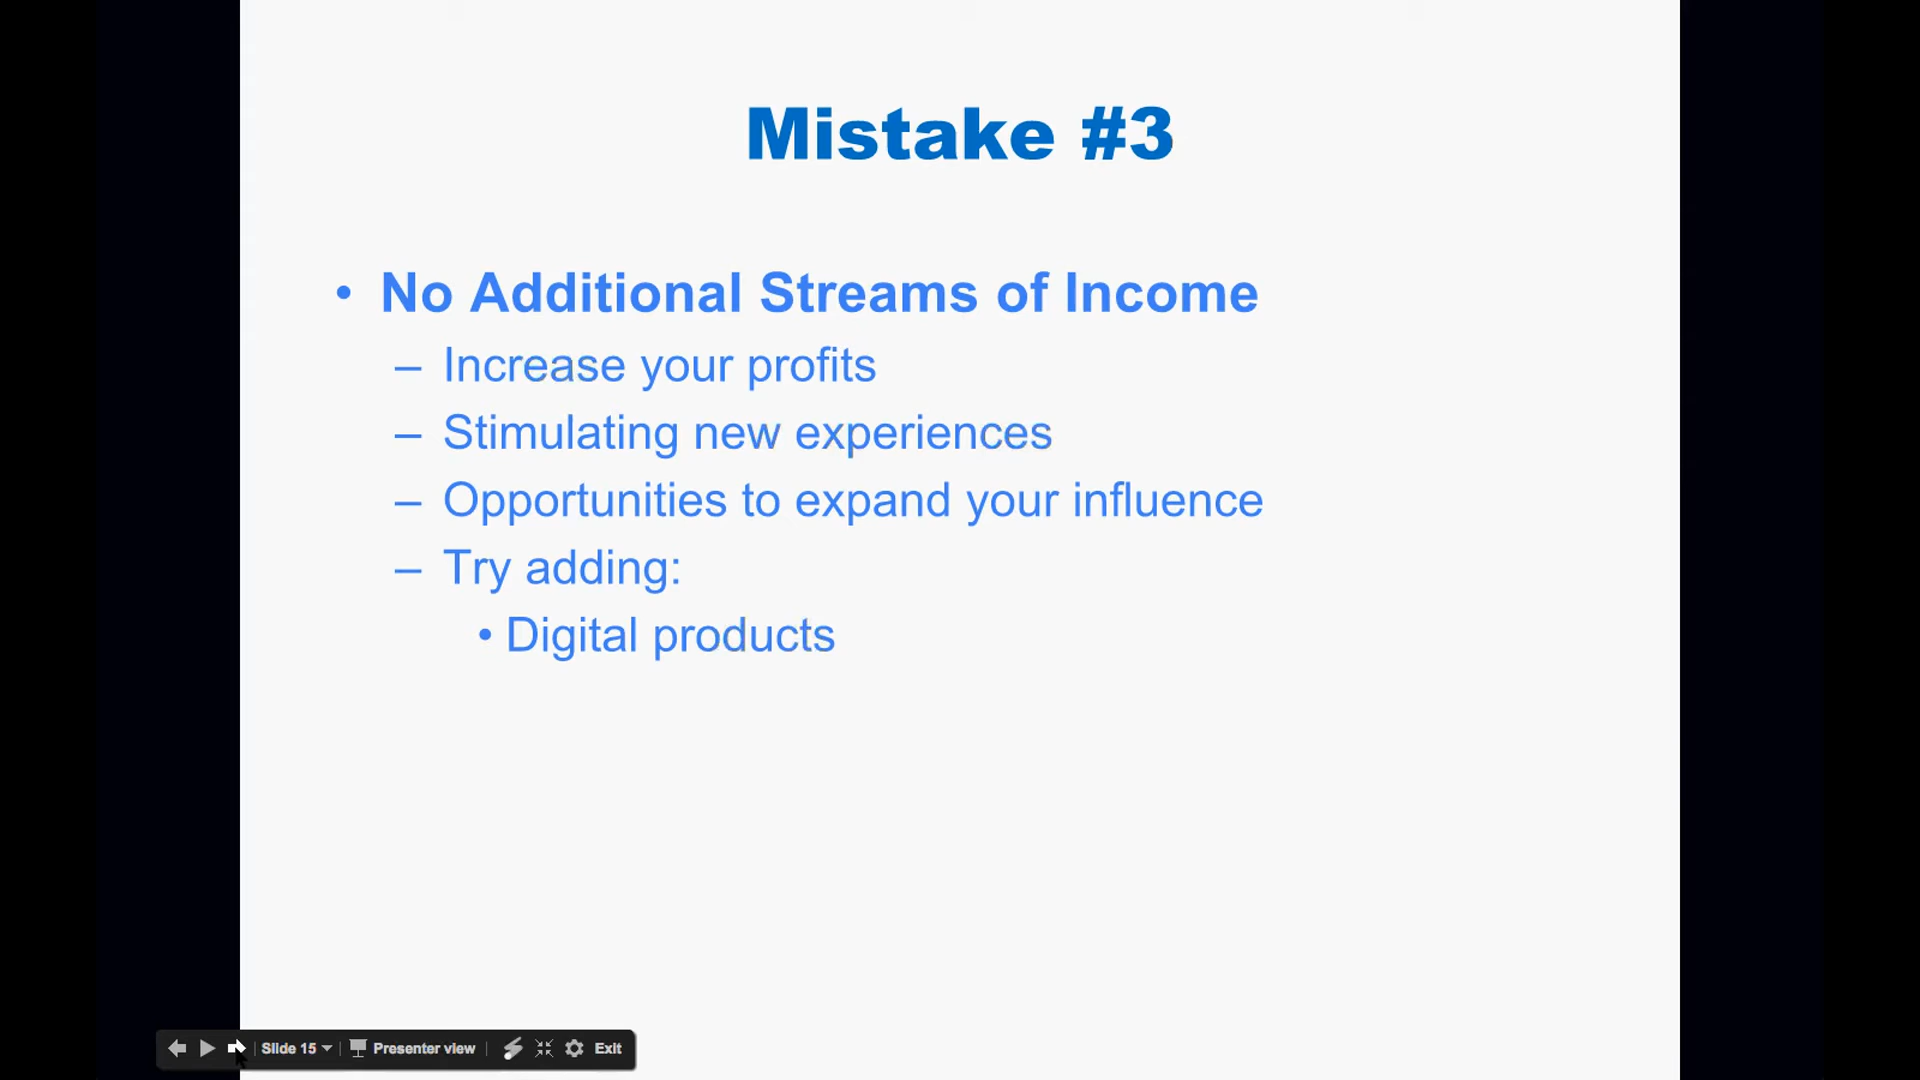 Mistake #3
• No Additional Streams of Income
– Increase your profits
– Stimulating new experiences
– Opportunities to expand your influence
– Try adding:
• Digital products
Slide 15 Presenter view Exit